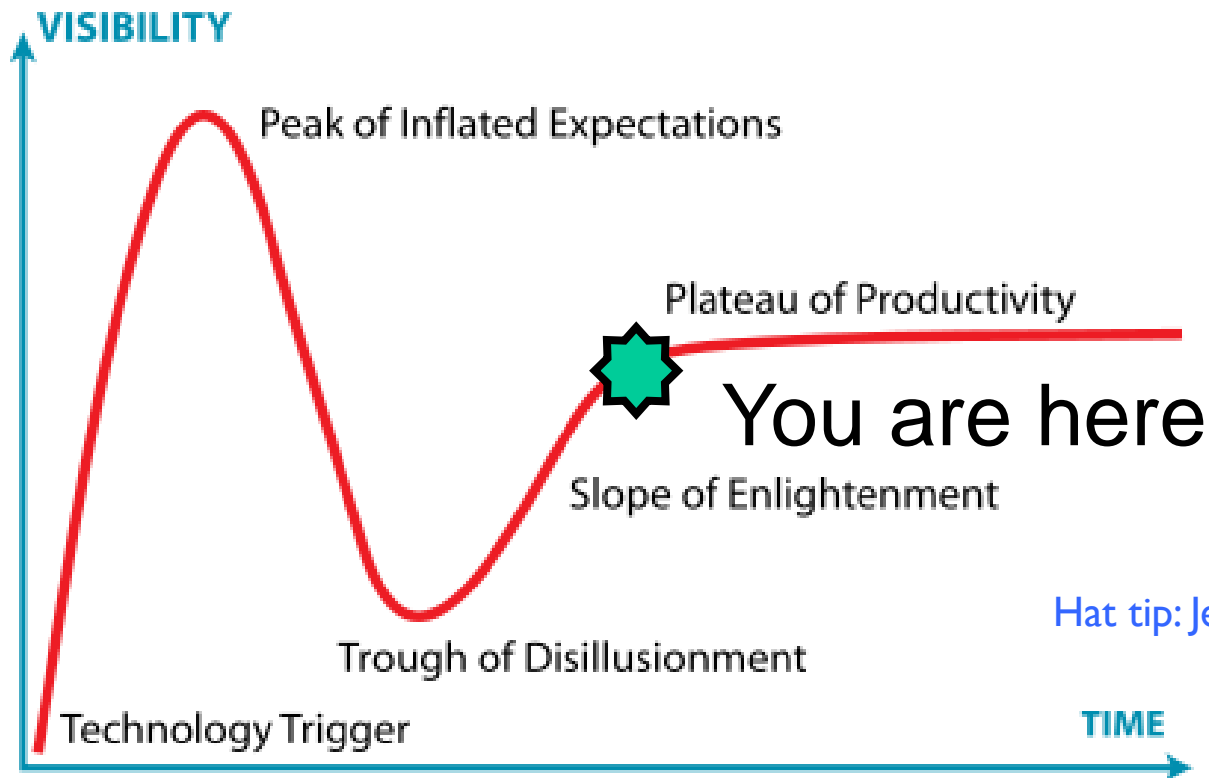 VISIBILITY
Peak of Inflated Expectations
Plateau of Productivity
You are here
Slope of Enlightenment
Hat tip:
Trough of Disillusionment
Technology Trigger
TIME